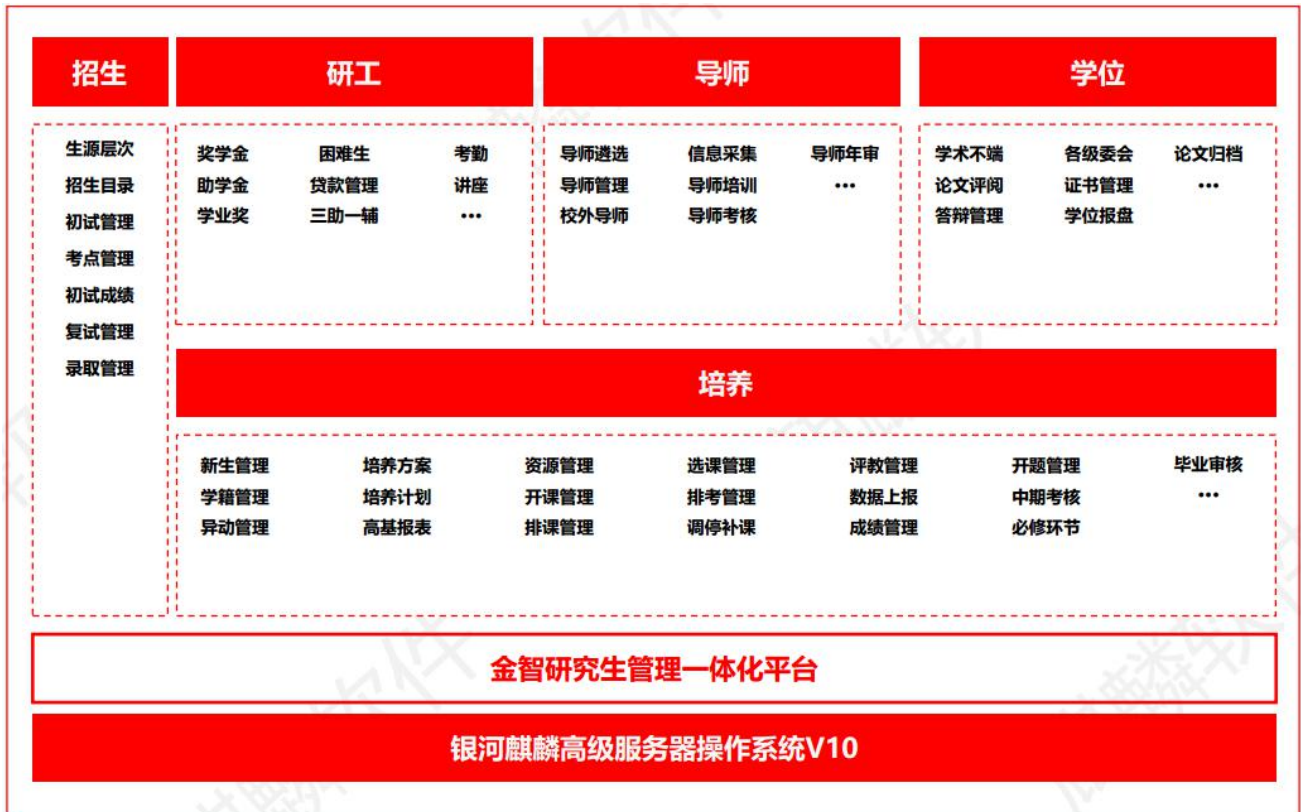 招生
研工
导师
学位
生源层次
招生目录
初试管理
考点管理
初试成绩
复试管理
录取管理
奖学金 困难生 考勤
助学金 贷款管理 讲座
学业奖 三助一辅 •••
导师遴选 信息采集 导师年审
导师管理 导师培训 •••
校外导师 导师考核
学术不端 各级委会 论文归档
论文评阅 证书管理 •••
答辩管理 学位报盘
培养
新生管理 培养方案 资源管理 选课管理 评教管理 开题管理 毕业审核
学籍管理 培养计划 开课管理 排考管理 数据上报 中期考核 •••
异动管理 高基报表 排课管理 调停补课 成绩管理 必修环节
金智研究生管理一体化平台
银河麒麟高级服务器操作系统V10